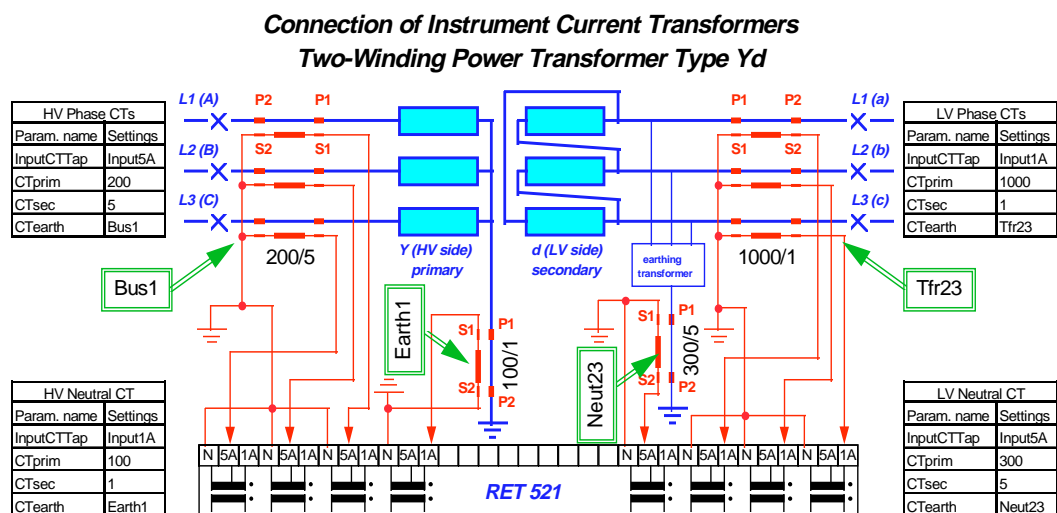 Connection of Instrument Current Transformers
Two-Winding Power Transformer Type Yd
HV Phase CTs
Param. name Settings
InputCTTap Input5A
CTprim 200
CTsec 5
CTearth Bus1
L1 (A) P2 P1
S2 S1
L2 (B)
L3 (C)
200/5
Y (HV side)
primary
d (LV side)
secondary
P1 P2 L1 (a)
S1 S2
L2 (b)
L3 (c)
1000/1
earthing
transformer
LV Phase CTs
Param. name Settings
InputCTTap Input1A
CTprim 1000
CTsec 1
CTearth Tfr23
Bus1
Earth1
S1 P1
S2 P2
100/1
Neut23
S1 P1
S2 P2
300/5
Tfr23
HV Neutral CT
Param. name Settings
InputCTTap Input1A
CTprim 100
CTsec 1
CTearth Earth1
N 5A 1A N 5A 1A N 5A 1A N 5A 1A N 5A 1A N 5A 1A N 5A 1A N 5A 1A
RET 521
LV Neutral CT
Param. name Settings
InputCTTap Input5A
CTprim 300
CTsec 5
CTearth Neut23